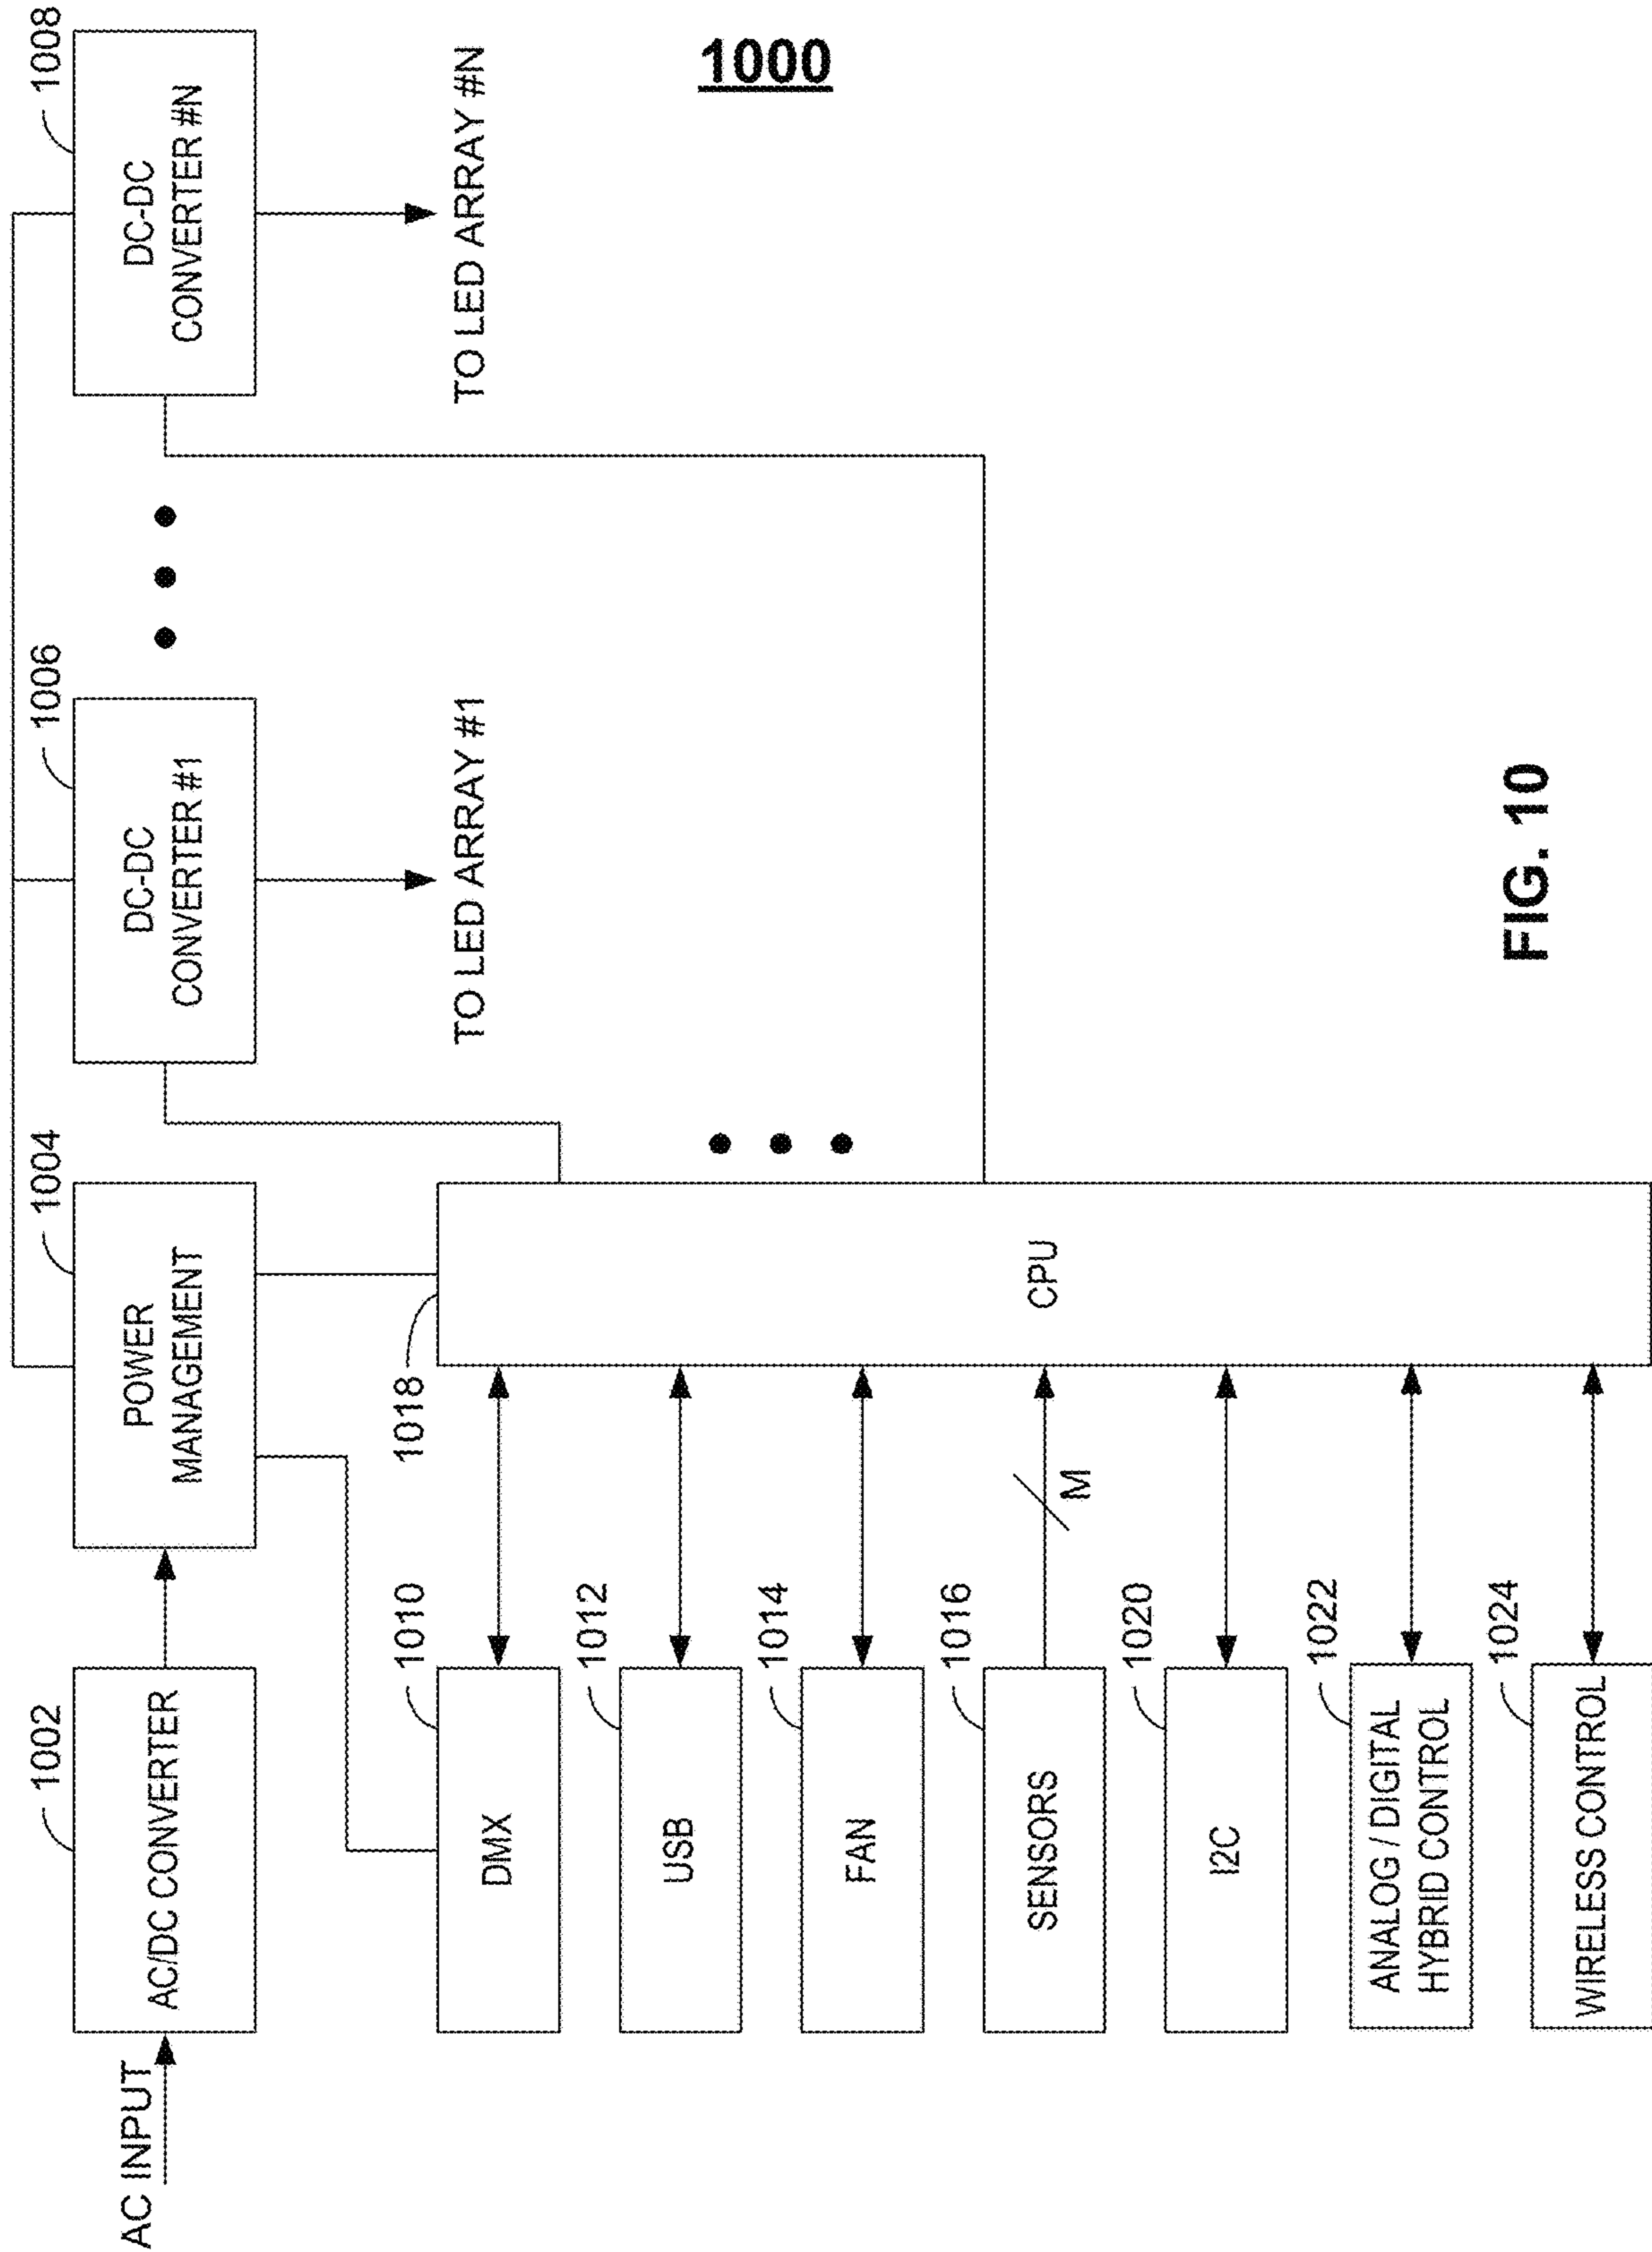 1002
1004
1006
1008
AC INPUT
AC/DC CONVERTER
POWER
MANAGEMENT
DC-DC
CONVERTER #1
DC-DC
CONVERTER #N
1010
DMX
1018
TO LED ARRAY #1
TO LED ARRAY #N
1012
USB
1014
FAN
1016
SENSORS
M
CPU
1020
I2C
1022
ANALOG / DIGITAL
HYBRID CONTROL
1024
WIRELESS CONTROL
1000
FIG. 10